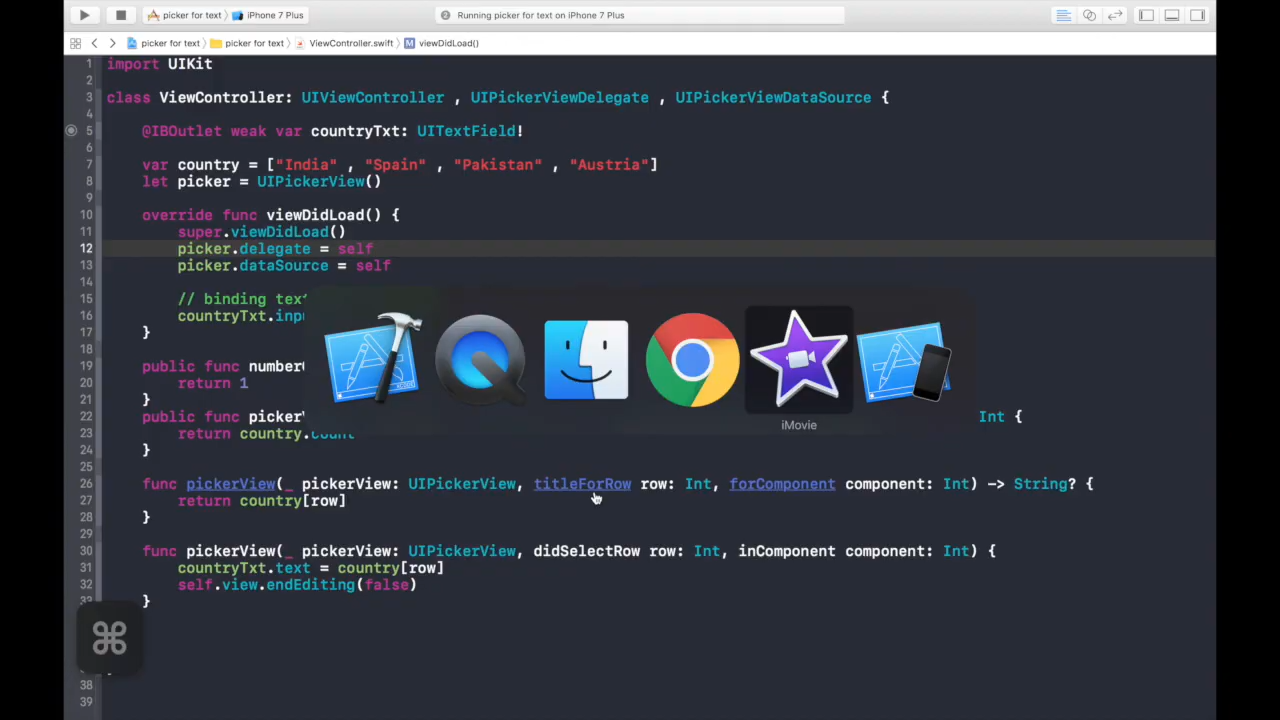 picker for text › iPhone 7 Plus
2 Running picker for text on iPhone 7 Plus
picker for text › picker for text › ViewController.swift › M viewDidLoad()
1 import UIKit
2
3 class ViewController: UIViewController , UIPickerViewDelegate , UIPickerViewDataSource {
4
5 @IBOutlet weak var countryTxt: UITextField!
6
7 var country = ["India" , "Spain" , "Pakistan" , "Austria"]
8 let picker = UIPickerView()
9
10 override func viewDidLoad() {
11 super.viewDidLoad()
12 picker.delegate = self
13 picker.dataSource = self
14
15 // binding
16 countryTxt.
17 }
18
19 public func
20 return 1
21 }
22 public func Int {
23 return country.count
24 }
25
26 func pickerView(_ pickerView: UIPickerView, titleForRow row: Int, forComponent component: Int) -> String? {
27 return country[row]
28 }
29
30 func pickerView(_ pickerView: UIPickerView, didSelectRow row: Int, inComponent component: Int) {
31 countryTxt.text = country[row]
32 self.view.endEditing(false)
33 }
38
39
iMovie
⌘